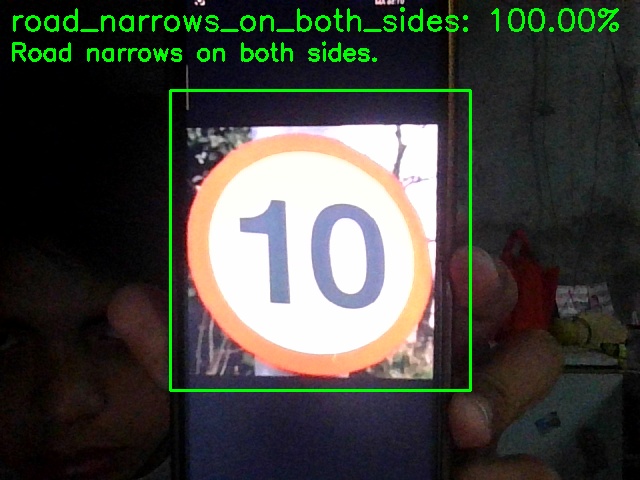 road_narrows_on_both_sides: 100.00%
Road narrows on both sides.
10